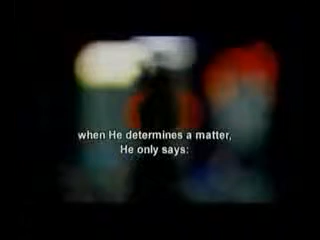 when He determines a matter,
He only says: